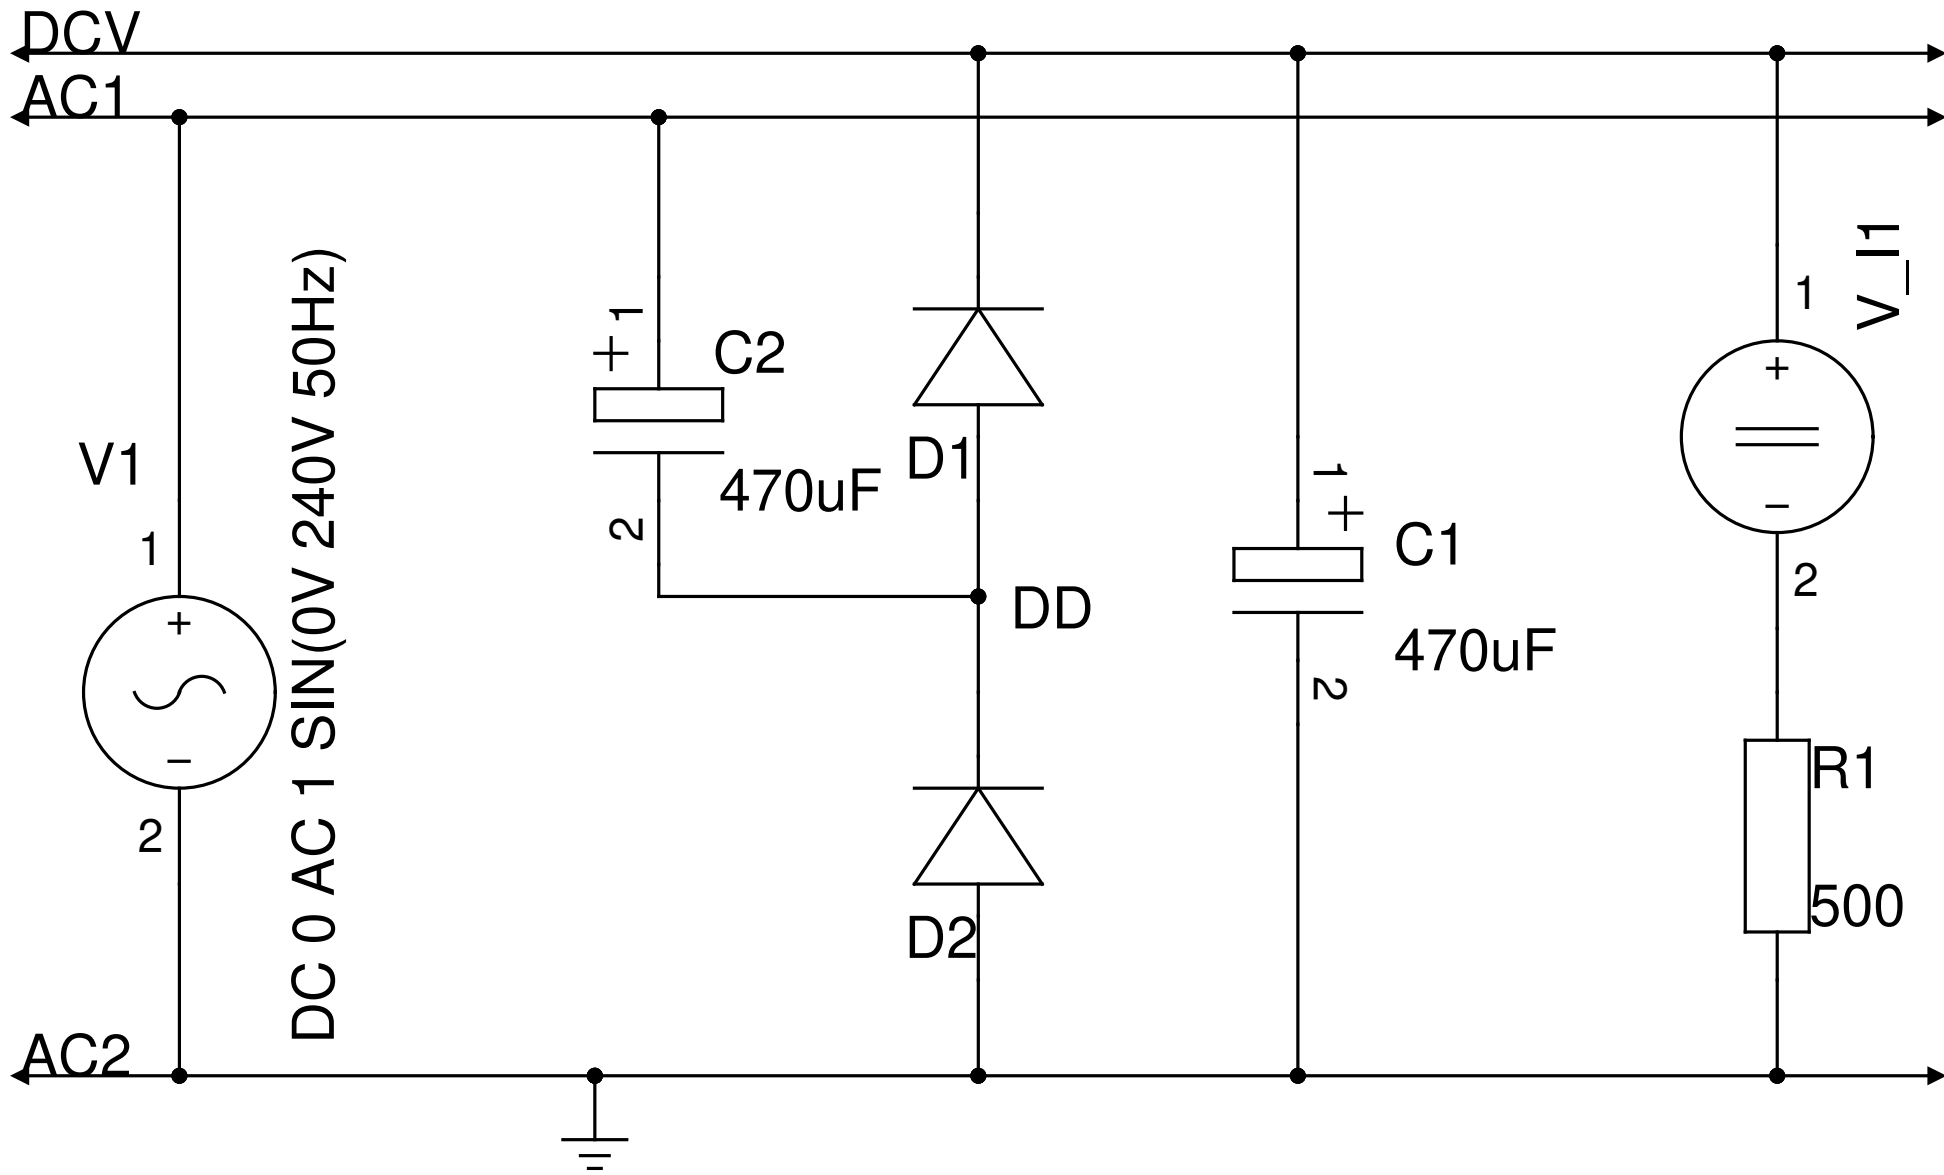 DCV
AC1
V_I1
1
1
+
C2
+
V1
D1
470uF
1
+
2
1
C1
−
2
DD
+
470uF
2
−
R1
2
500
D2
DC 0 AC 1 SIN(0V 240V 50Hz)
AC2